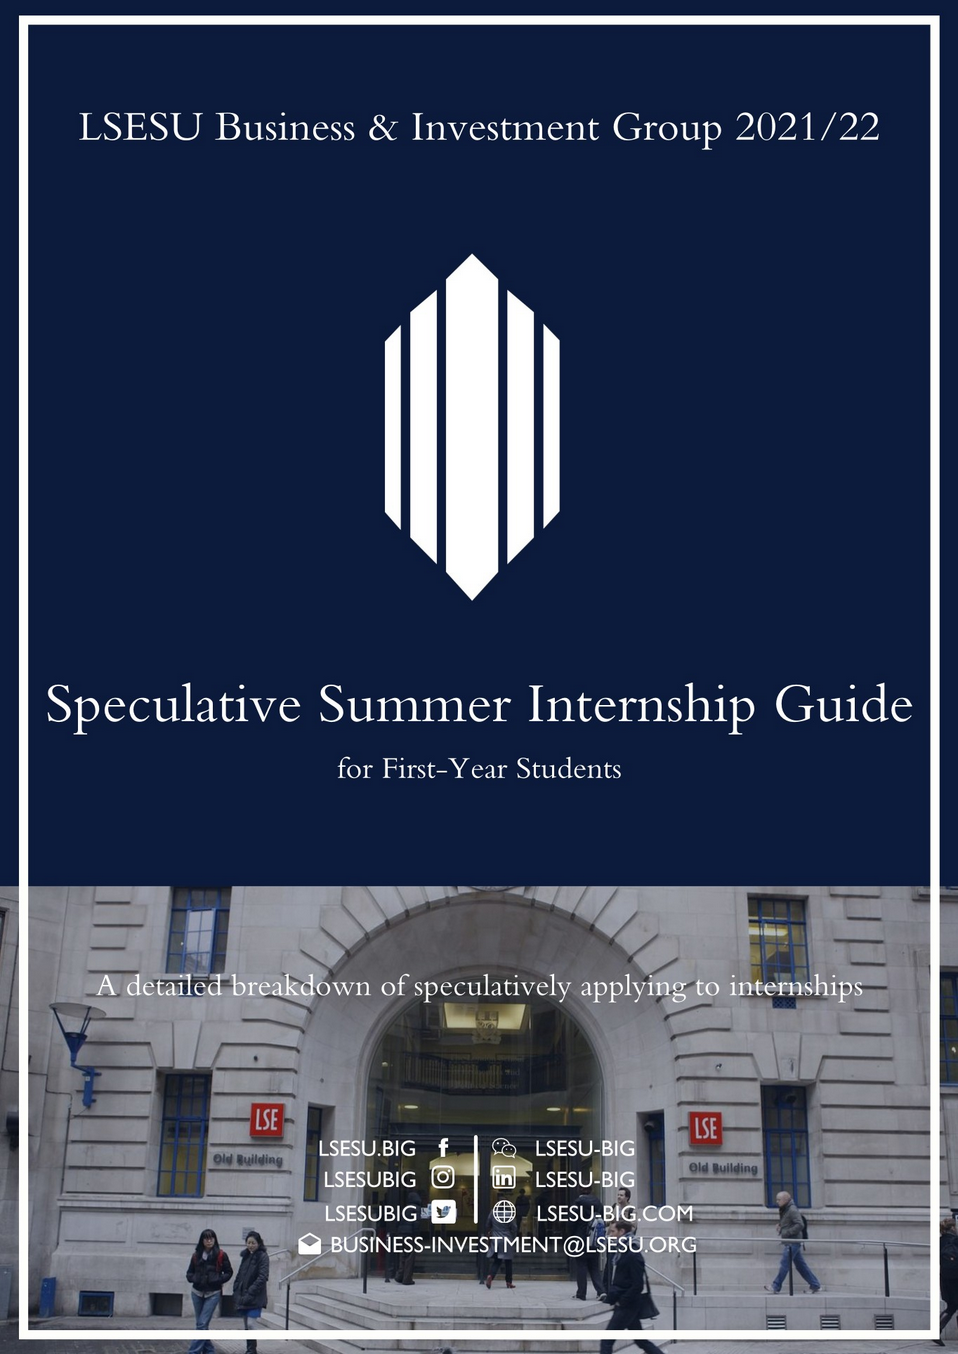 LSESU Business & Investment Group 2021/22
Speculative Summer Internship Guide
for First-Year Students
A detailed breakdown of speculatively applying to internships
LSE
Old Building
LSE
Old Building
LSESU.BIG
LSESU-BIG
LSESUBIG
LSESU-BIG
LSESUBIG
LSESU-BIG.COM
BUSINESS-INVESTMENT@LSESU.ORG